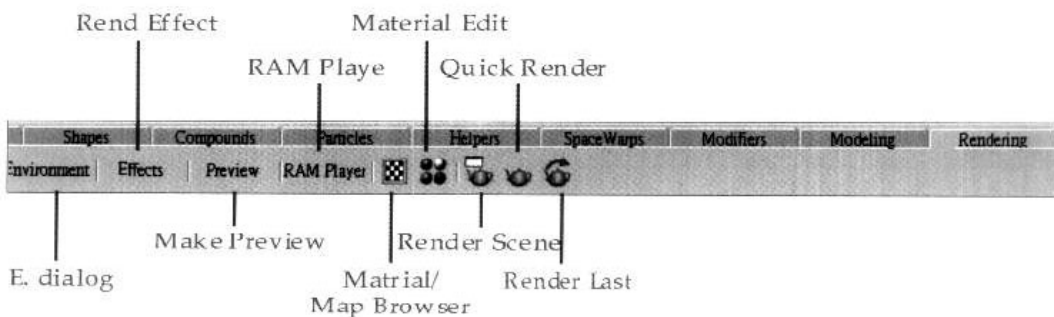 Rend Effect
Material Edit
RAM Playe
Quick Render
Shapes
Compounds
Particles
Helpers
SpaceWarps
Modifiers
Modeling
Rendering
nvironment
Effects
Preview
RAM Player
Make Preview
Render Scene
E. dialog
Matrial/
Map Browser
Render Last